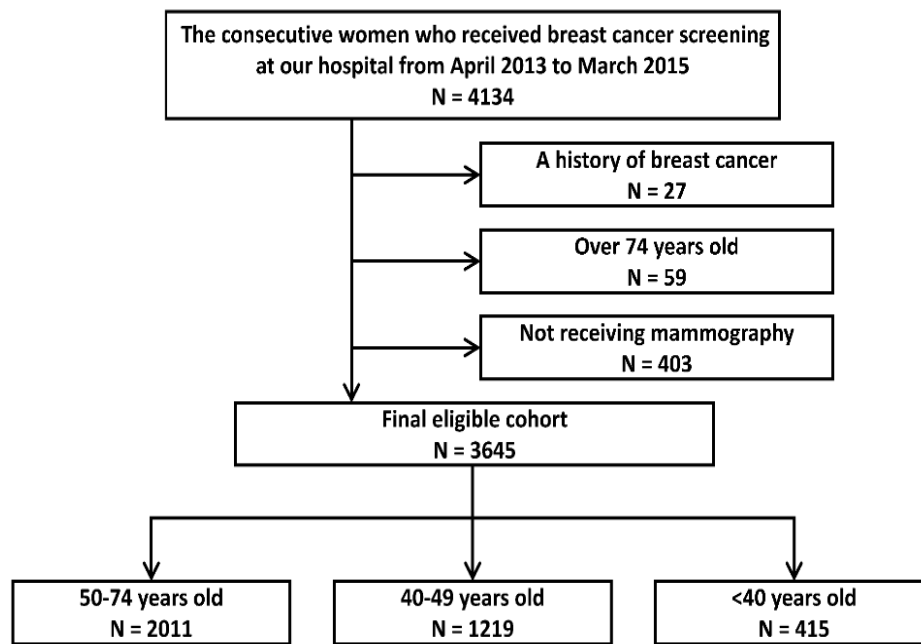 The consecutive women who received breast cancer screening
at our hospital from April 2013 to March 2015
N = 4134
A history of breast cancer
N = 27
Over 74 years old
N = 59
Not receiving mammography
N = 403
Final eligible cohort
N = 3645
50-74 years old
N = 2011
40-49 years old
N = 1219
<40 years old
N = 415